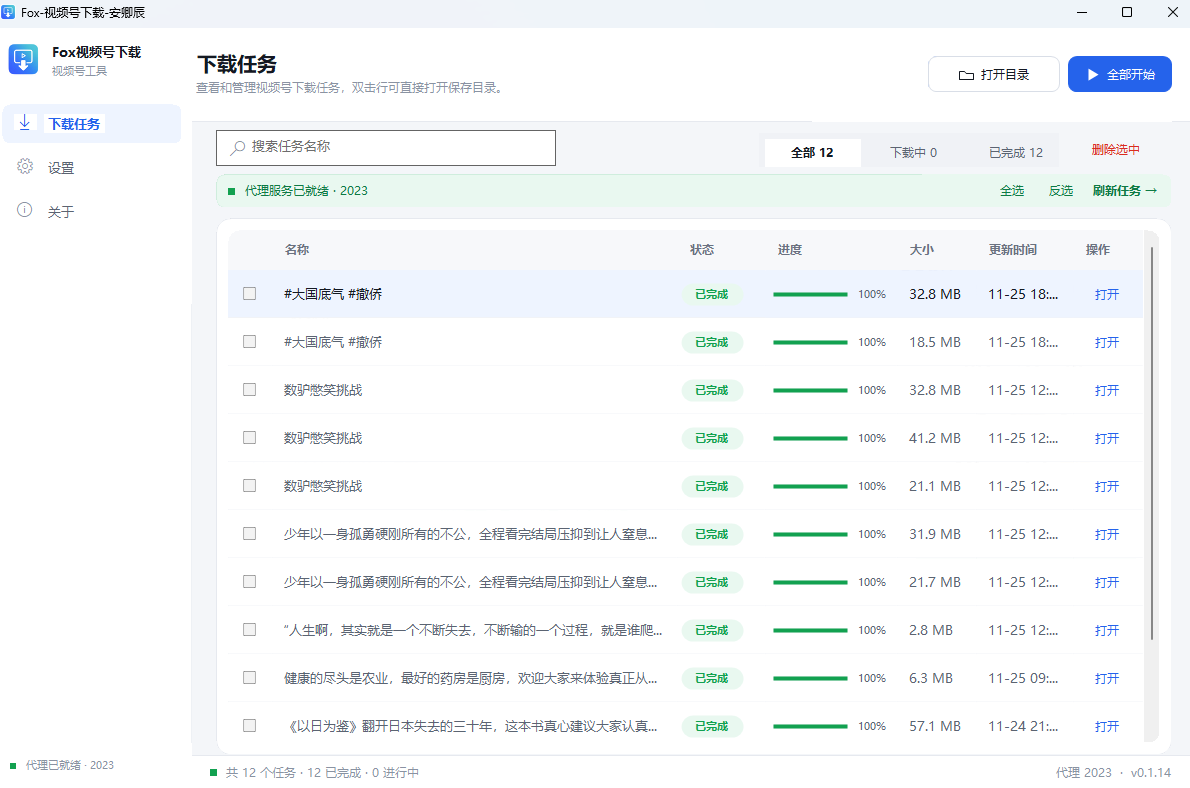 Fox-视频号下载-安卿辰
Fox视频号下载
视频号工具
下载任务
设置
关于
代理已就绪 · 2023
下载任务
查看和管理视频号下载任务，双击行可直接打开保存目录。
打开目录
全部开始
搜索任务名称
全部 12 下载中 0 已完成 12 删除选中
代理服务已就绪 · 2023 全选 反选 刷新任务 →
名称 状态 进度 大小 更新时间 操作
#大国底气 #撤侨 已完成 100% 32.8 MB 11-25 18:... 打开
#大国底气 #撤侨 已完成 100% 18.5 MB 11-25 18:... 打开
数驴憋笑挑战 已完成 100% 32.8 MB 11-25 12:... 打开
数驴憋笑挑战 已完成 100% 41.2 MB 11-25 12:... 打开
数驴憋笑挑战 已完成 100% 21.1 MB 11-25 12:... 打开
少年以一身孤勇硬刚所有的不公，全程看完结局压抑到让人窒息... 已完成 100% 31.9 MB 11-25 12:... 打开
少年以一身孤勇硬刚所有的不公，全程看完结局压抑到让人窒息... 已完成 100% 21.7 MB 11-25 12:... 打开
“人生啊，其实就是一个不断失去，不断输的一个过程，就是谁爬... 已完成 100% 2.8 MB 11-25 12:... 打开
健康的尽头是农业，最好的药房是厨房，欢迎大家来体验真正从... 已完成 100% 6.3 MB 11-25 09:... 打开
《以日为鉴》翻开日本失去的三十年，这本书真心建议大家认真... 已完成 100% 57.1 MB 11-24 21:... 打开
共 12 个任务 · 12 已完成 · 0 进行中 代理 2023 · v0.1.14